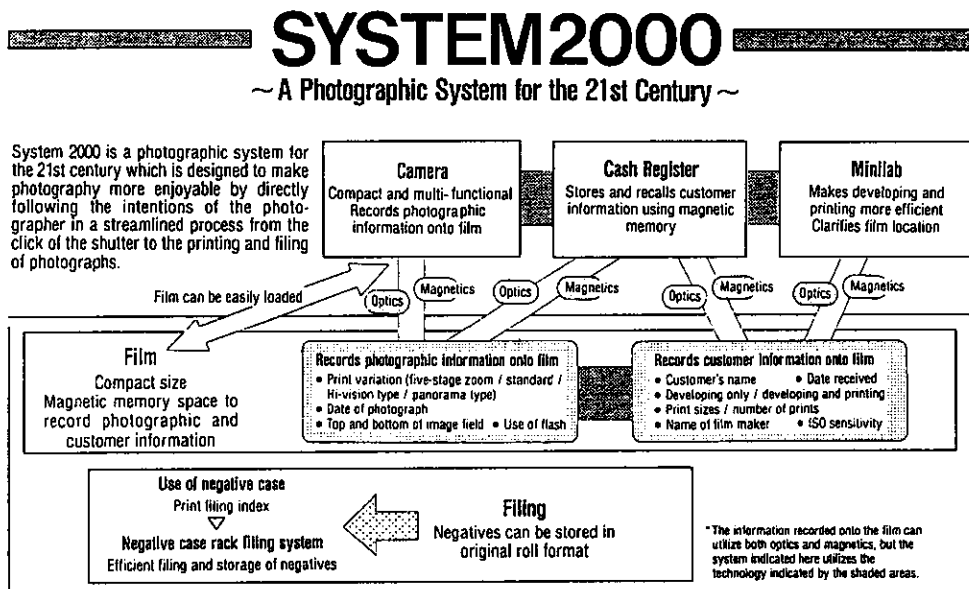 SYSTEM2000
~ A Photographic System for the 21st Century ~
System 2000 is a photographic system for
the 21st century which is designed to make
photography more enjoyable by directly
following the intentions of the photo-
grapher in a streamlined process from the
click of the shutter to the printing and filing
of photographs.
Camera
Compact and multi-functional
Records photographic
information onto film
Cash Register
Stores and recalls customer
information using magnetic
memory
Minilab
Makes developing and
printing more efficient
Clarifies film location
Film can be easily loaded
Optics
Magnetics
Optics
Magnetics
Optics
Magnetics
Optics
Magnetics
Film
Compact size
Magnetic memory space to
record photographic and
customer information
Records photographic information onto film
• Print variation (five-stage zoom / standard /
Hi-vision type / panorama type)
• Date of photograph
• Top and bottom of image field • Use of flash
Records customer information onto film
• Customer's name • Date received
• Developing only / developing and printing
• Print sizes / number of prints
• Name of film maker • ISO sensitivity
Use of negative case
Print filing index
Negative case rack filing system
Efficient filing and storage of negatives
Filing
Negatives can be stored in
original roll format
*The information recorded onto the film can
utilize both optics and magnetics, but the
system indicated here utilizes the
technology indicated by the shaded areas.